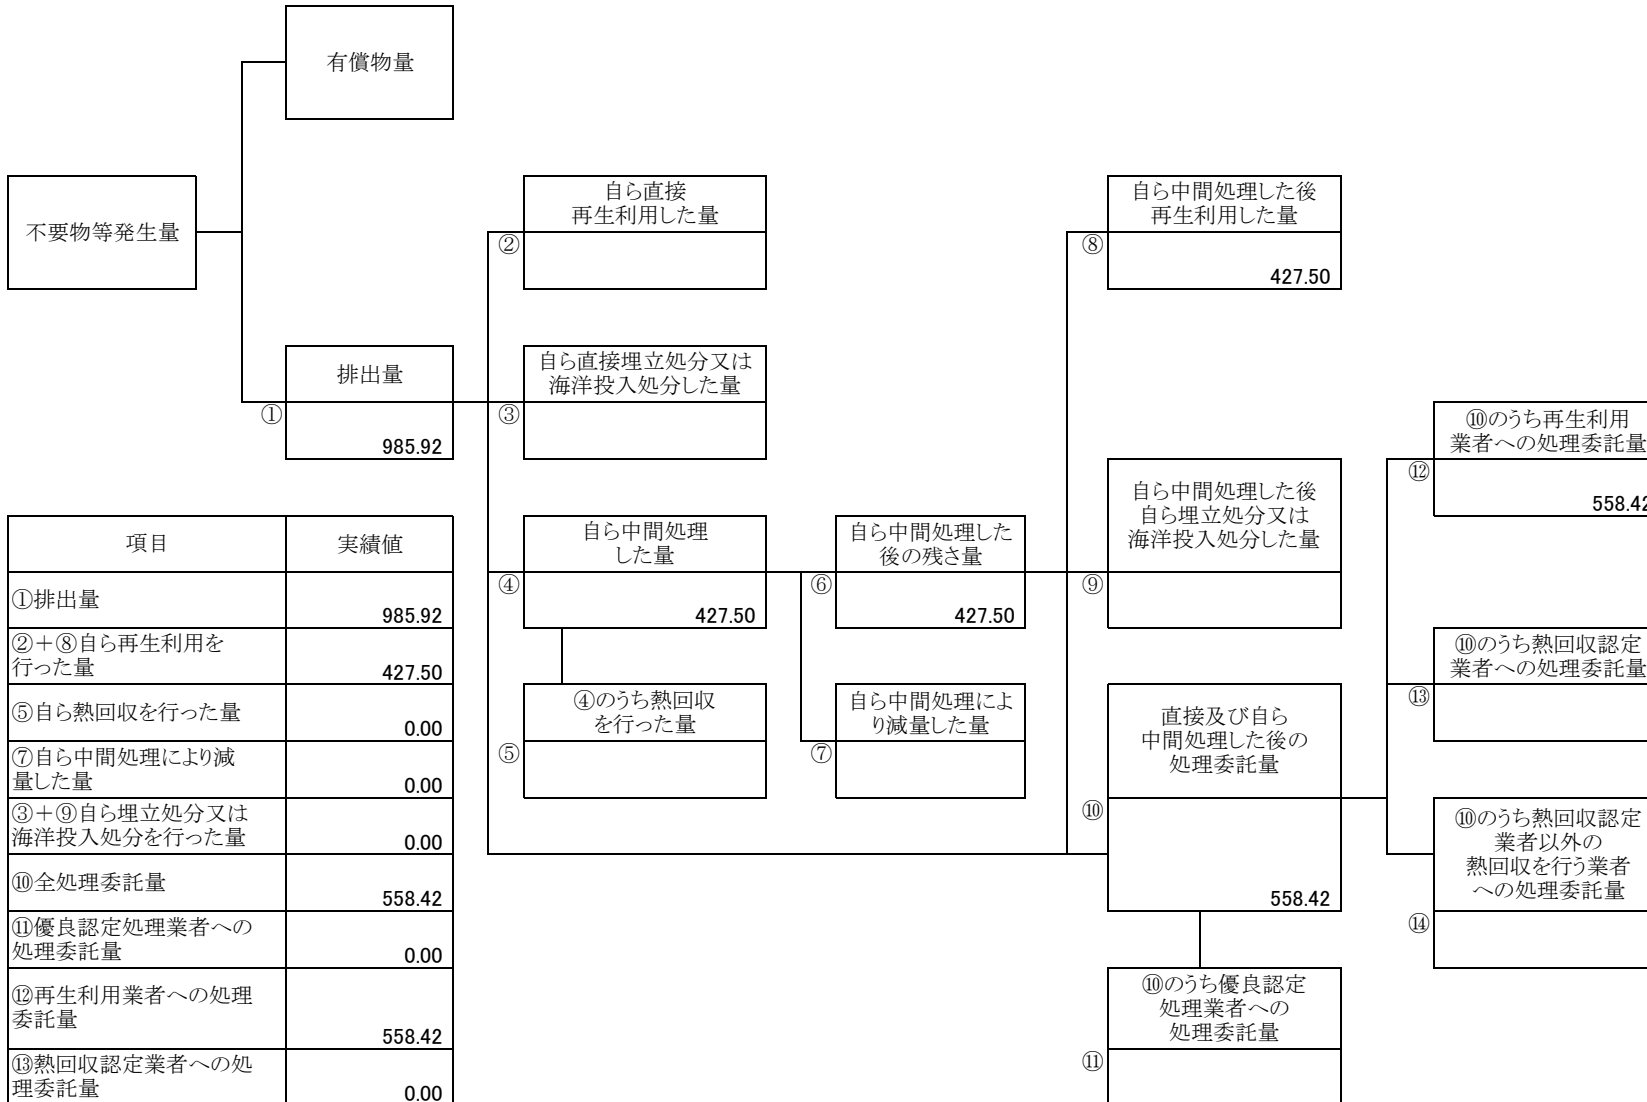 有償物量
不要物等発生量
自ら直接
再生利用した量
②
自ら中間処理した後
再生利用した量
⑧
427.50
排出量
①
985.92
自ら直接埋立処分又は
海洋投入処分した量
③
⑩のうち再生利用
業者への処理委託量
⑫
558.42
自ら中間処理
した量
④
427.50
自ら中間処理した
後の残さ量
⑥
427.50
自ら中間処理した後
自ら埋立処分又は
海洋投入処分した量
⑨
⑩のうち熱回収認定
業者への処理委託量
⑬
④のうち熱回収
を行った量
⑤
自ら中間処理によ
り減量した量
⑦
直接及び自ら
中間処理した後の
処理委託量
⑩
558.42
⑩のうち熱回収認定
業者以外の
熱回収を行う業者
への処理委託量
⑭
⑩のうち優良認定
処理業者への
処理委託量
⑪
項目 実績値
①排出量 985.92
②＋⑧自ら再生利用を
行った量 427.50
⑤自ら熱回収を行った量 0.00
⑦自ら中間処理により減
量した量 0.00
③＋⑨自ら埋立処分又は
海洋投入処分を行った量 0.00
⑩全処理委託量 558.42
⑪優良認定処理業者への
処理委託量 0.00
⑫再生利用業者への処理
委託量 558.42
⑬熱回収認定業者への処
理委託量 0.00